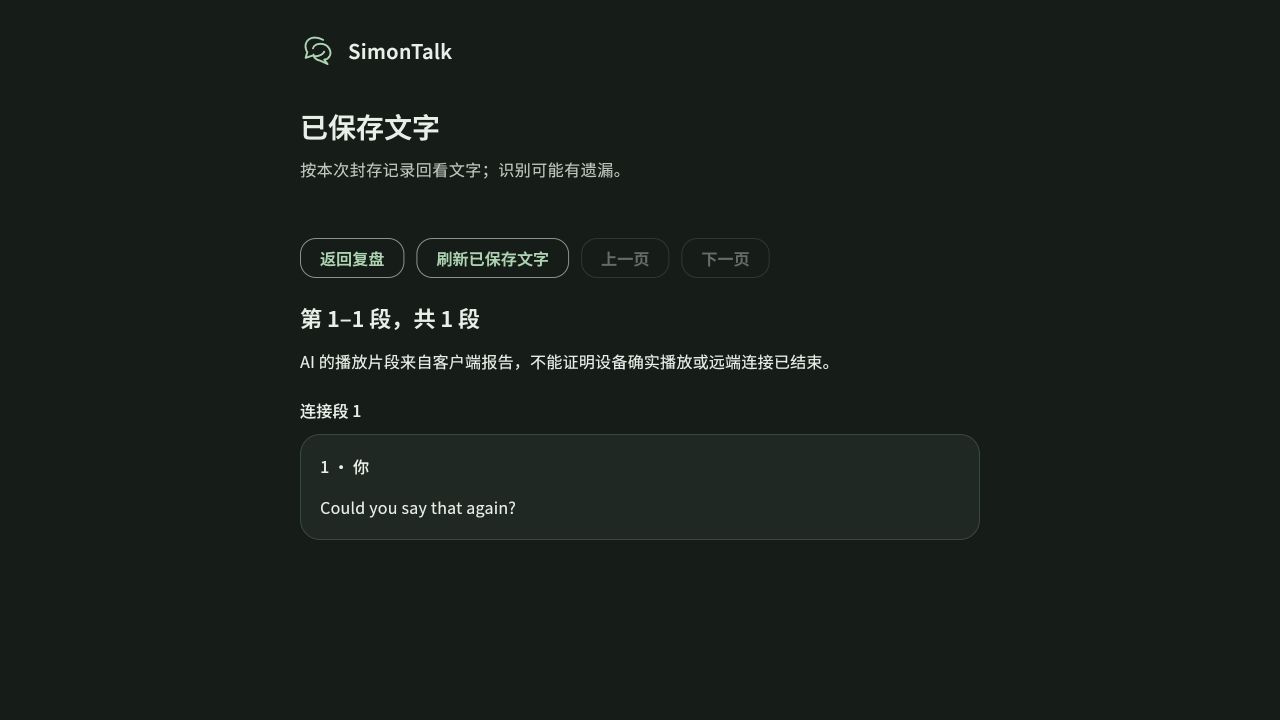 SimonTalk
已保存文字
按本次封存记录回看文字；识别可能有遗漏。
返回复盘 刷新已保存文字 上一页 下一页
第 1–1 段，共 1 段
AI 的播放片段来自客户端报告，不能证明设备确实播放或远端连接已结束。
连接段 1
1 · 你
Could you say that again?